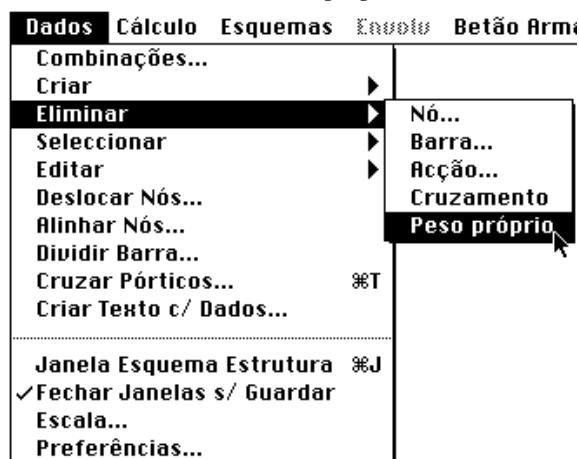 Dados Cálculo Esquemas Envolv Betão Arma
Combinações...
Criar
Eliminar
Seleccionar
Editar
Deslocar Nós...
Alinhar Nós...
Dividir Barra...
Cruzar Pórticos... ⌘T
Criar Texto c/ Dados...
Janela Esquema Estrutura ⌘J
✓Fechar Janelas s/ Guardar
Escala...
Preferências...
Nó...
Barra...
Acção...
Cruzamento
Peso próprio